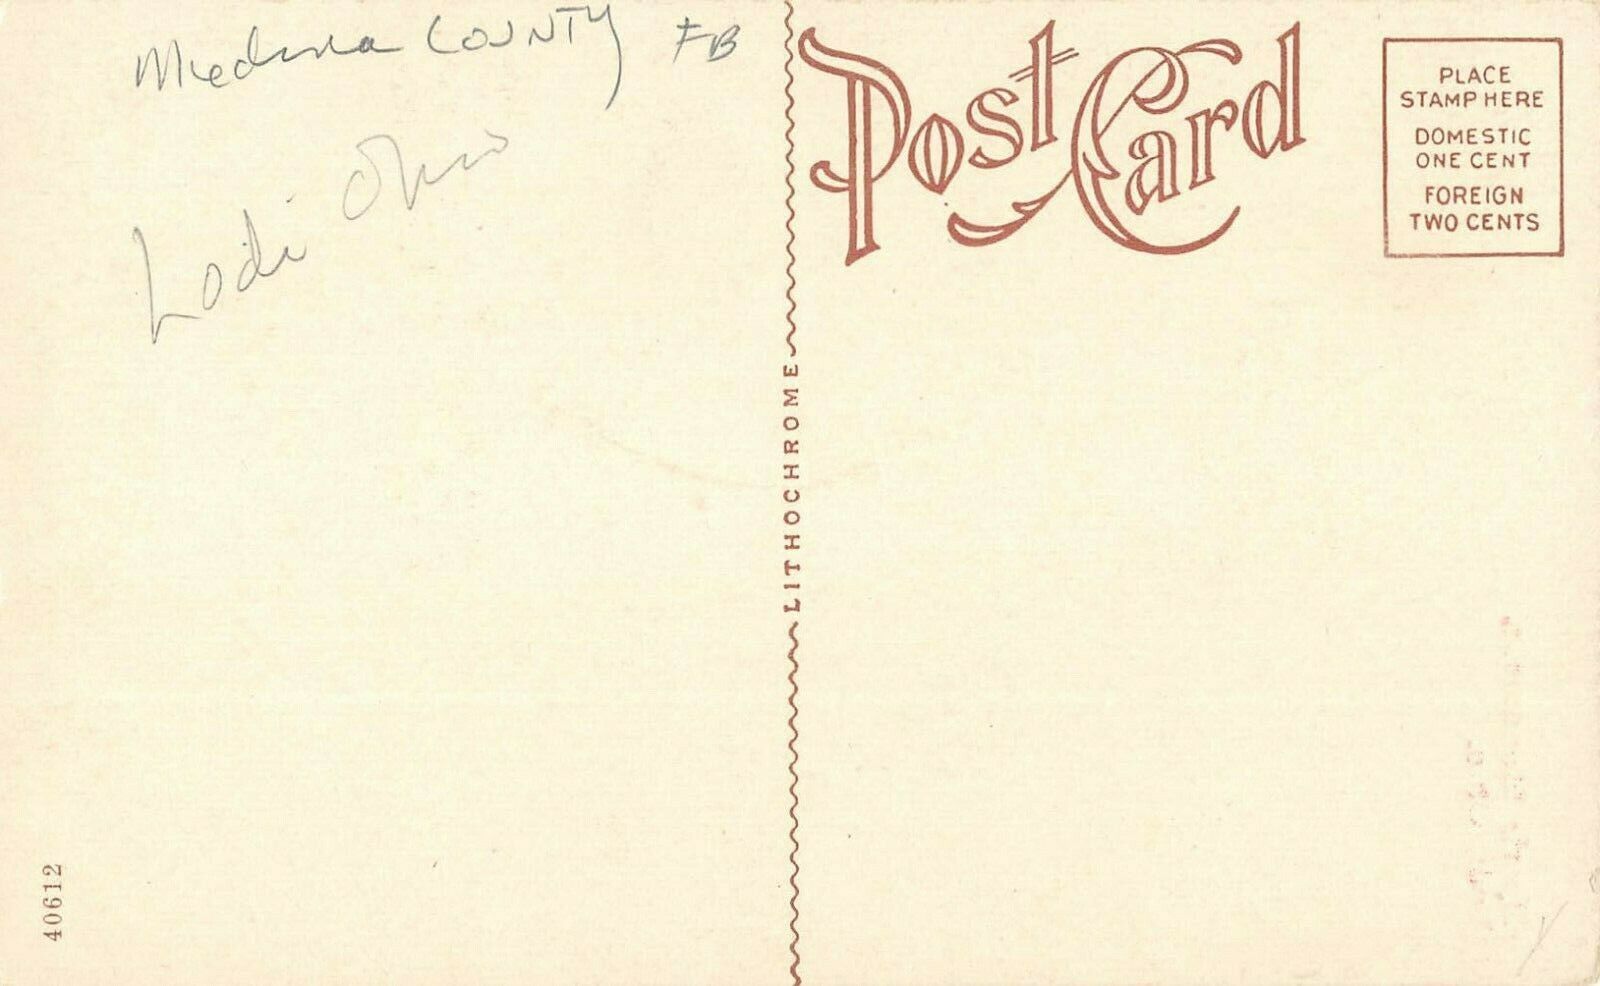 Medina COUNTY FB
Lodi Ohio
Post Card
PLACE
STAMP HERE
DOMESTIC
ONE CENT
FOREIGN
TWO CENTS
LITHOCHROME
40612